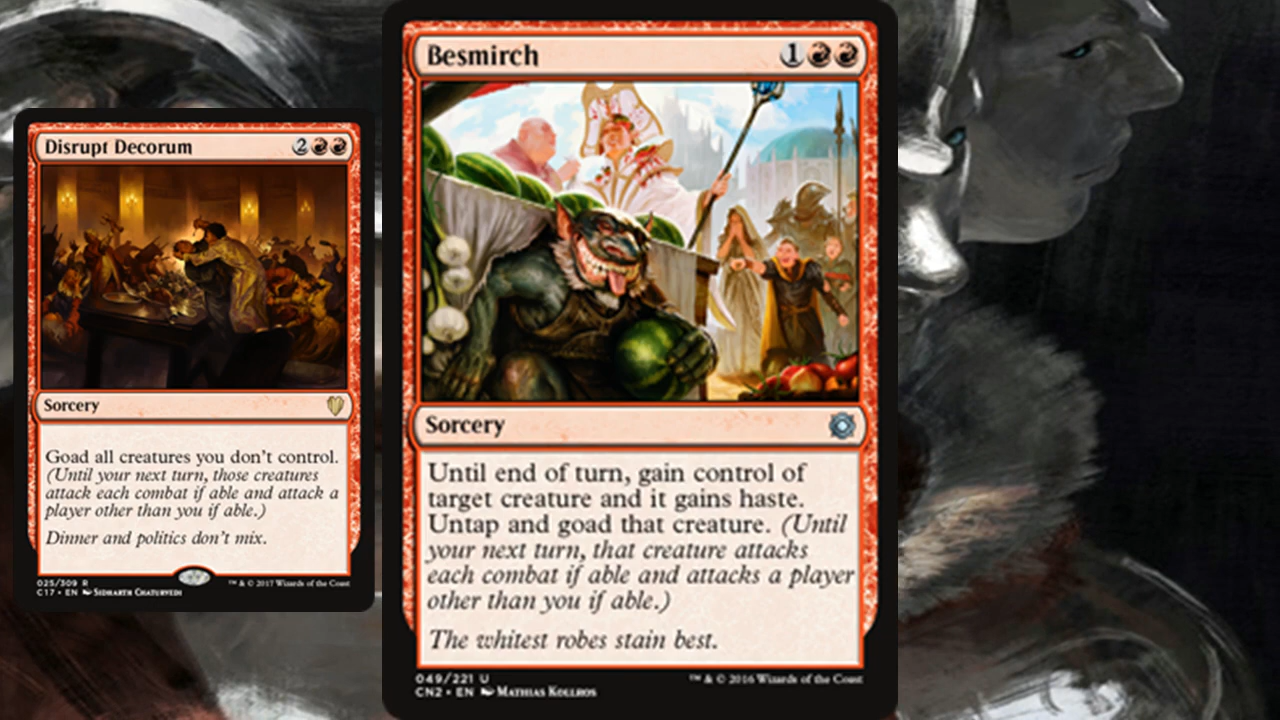 Disrupt Decorum 2
Sorcery
Goad all creatures you don't control.
(Until your next turn, those creatures
attack each combat if able and attack a
player other than you if able.)
Dinner and politics don't mix.
025/309 R
C17 • EN Sidharth Chaturvedi
™ & © 2017 Wizards of the Coast
Besmirch 1
Sorcery
Until end of turn, gain control of
target creature and it gains haste.
Untap and goad that creature. (Until
your next turn, that creature attacks
each combat if able and attacks a player
other than you if able.)
The whitest robes stain best.
049/221 U
CN2 • EN Mathias Kollros
™ & © 2016 Wizards of the Coast